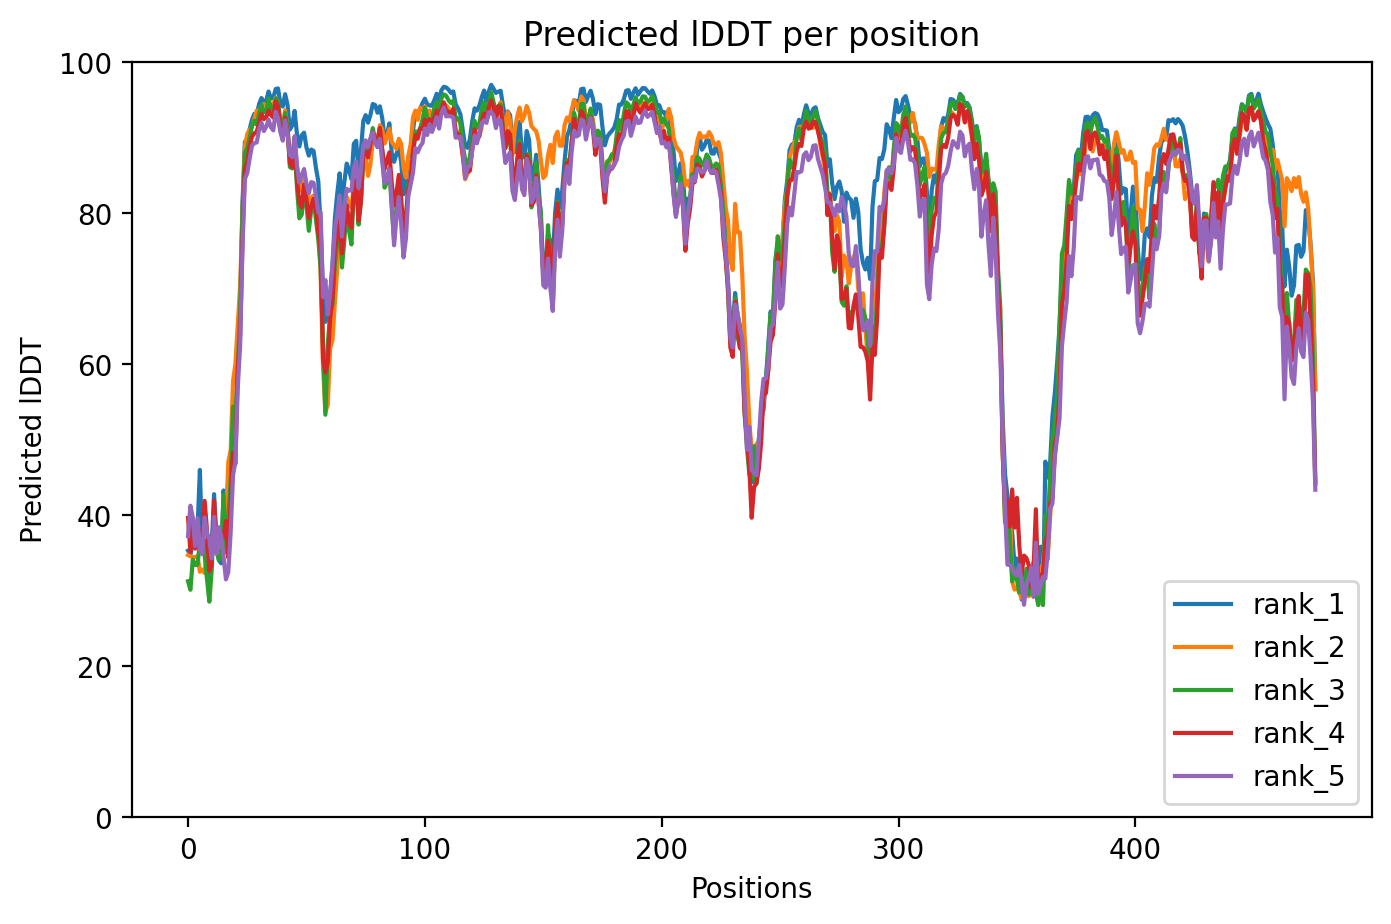 Predicted lDDT per position
100
80
60
40
20
0
Predicted lDDT
0 100 200 300 400
Positions
rank_1
rank_2
rank_3
rank_4
rank_5